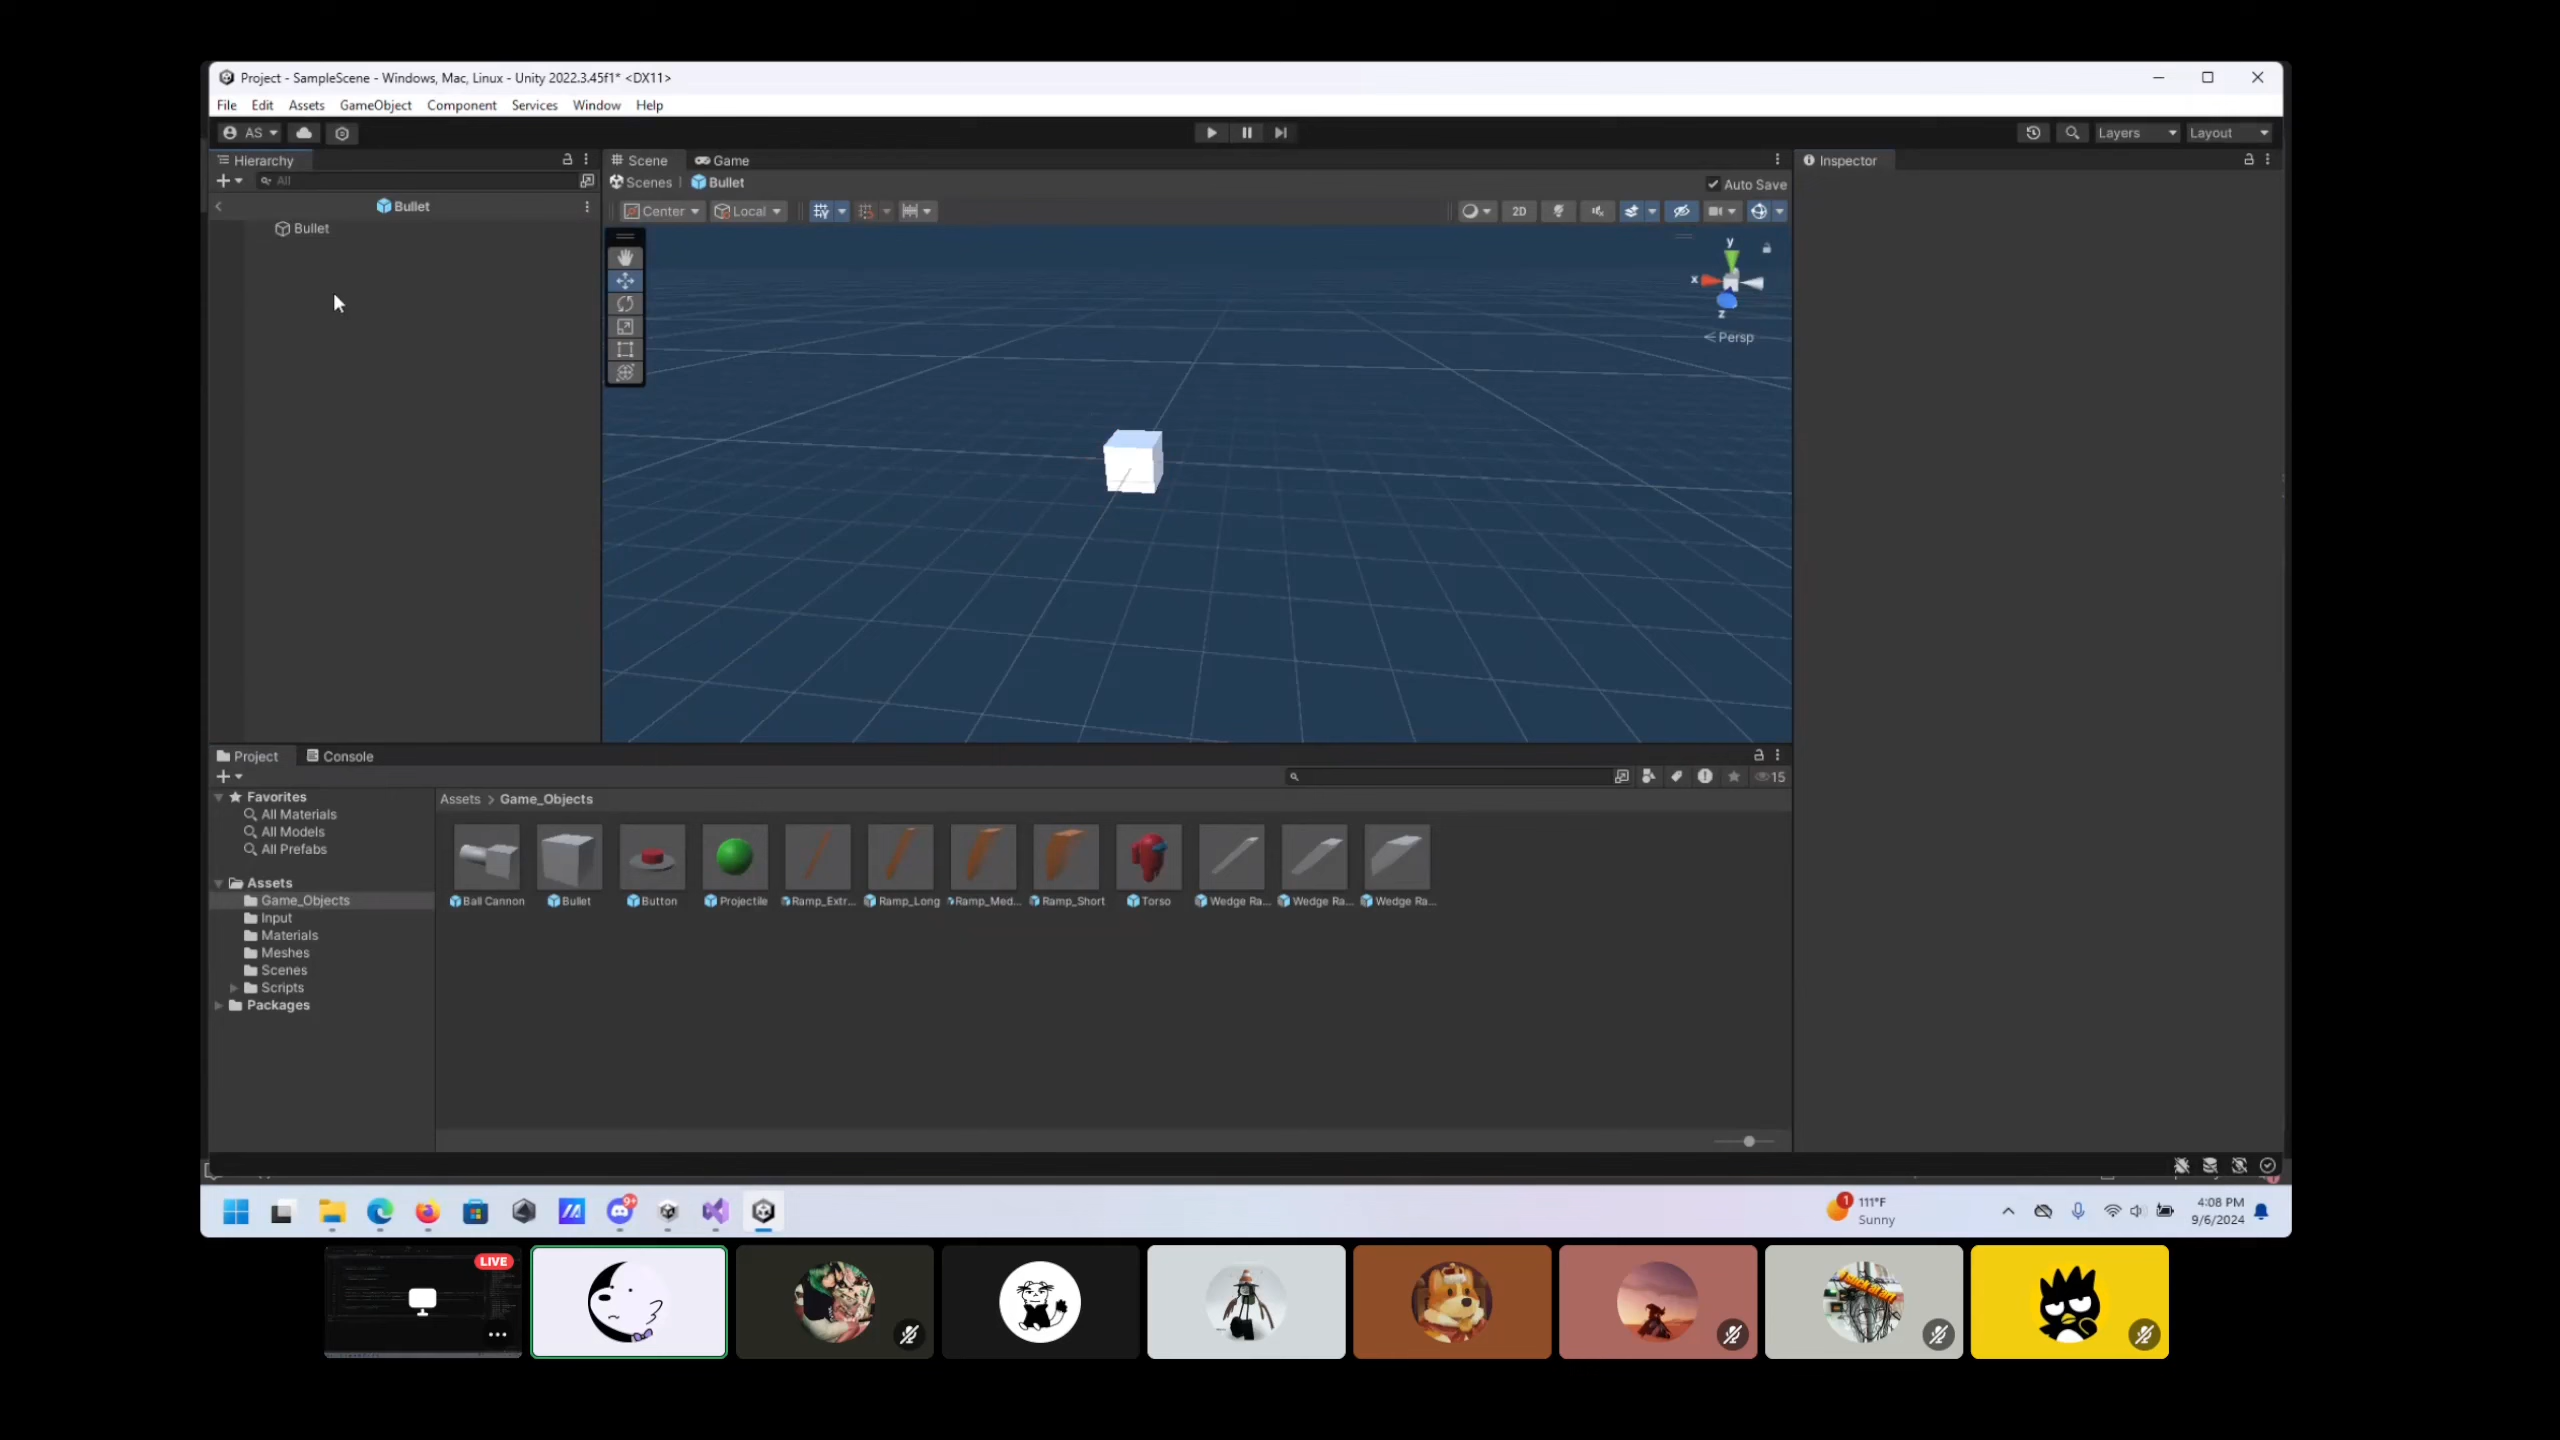 Project - SampleScene - Windows, Mac, Linux - Unity 2022.3.45f1* <DX11>
File Edit Assets GameObject Component Services Window Help
AS Layers Layout
Hierarchy Scene Game Inspector
All Scenes Bullet Auto Save
Bullet
Center Local 2D
Bullet
y
x
z
Persp
Project Console
15
Favorites
All Materials
All Models
All Prefabs
Assets
Game_Objects
Input
Materials
Meshes
Scenes
Scripts
Packages
Assets > Game_Objects
Ball Cannon Bullet Button Projectile Ramp_Extr... Ramp_Long Ramp_Med... Ramp_Short Torso Wedge Ra... Wedge Ra... Wedge Ra...
9+
1
111°F
Sunny
4:08 PM
9/6/2024
LIVE